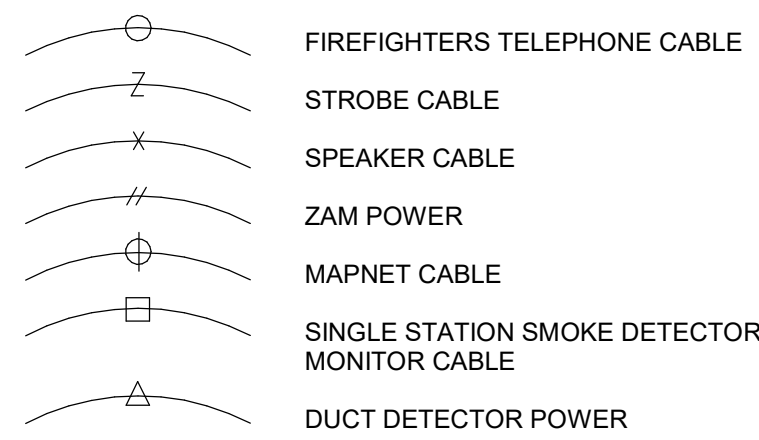 FIREFIGHTERS TELEPHONE CABLE
Z
STROBE CABLE
X
SPEAKER CABLE
//
ZAM POWER
MAPNET CABLE
SINGLE STATION SMOKE DETECTOR
MONITOR CABLE
DUCT DETECTOR POWER